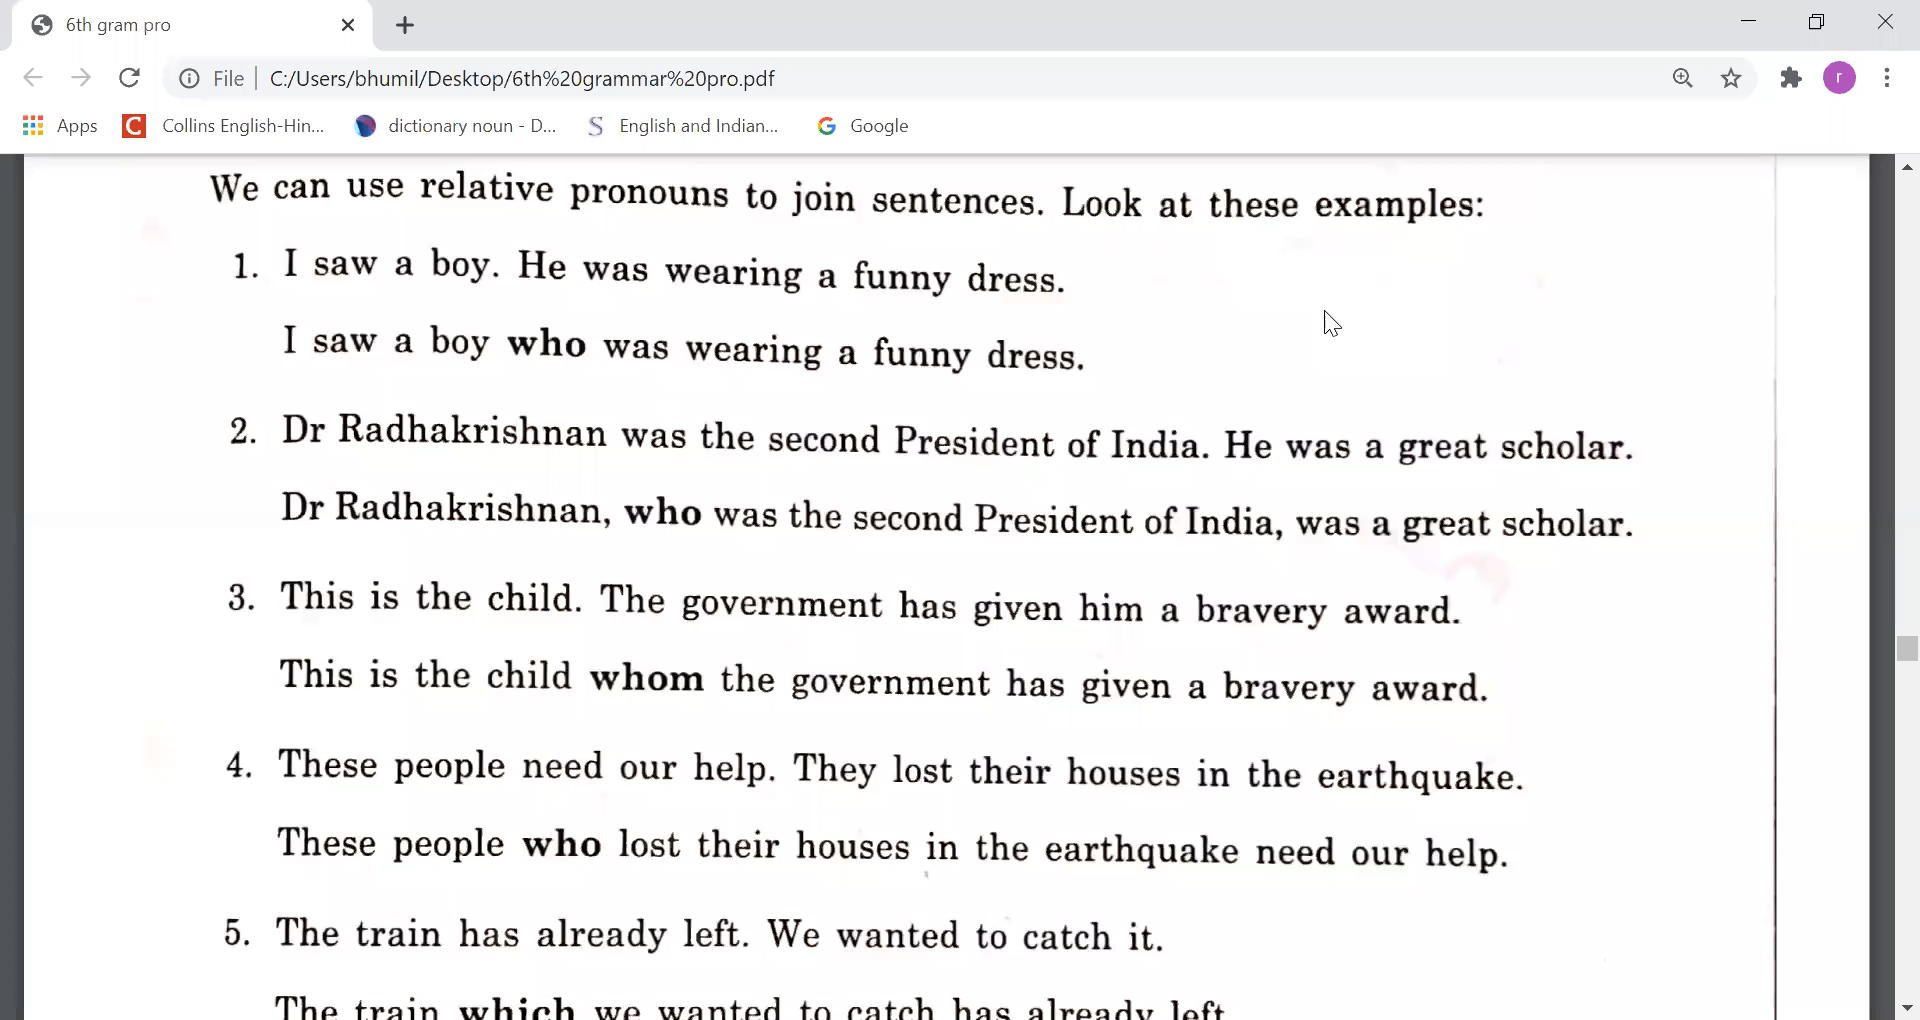 6th gram pro
File
C:/Users/bhumil/Desktop/6th%20grammar%20pro.pdf
r
Apps
Collins English-Hin...
dictionary noun - D...
English and Indian...
Google
We can use relative pronouns to join sentences. Look at these examples:
1. I saw a boy. He was wearing a funny dress.
I saw a boy who was wearing a funny dress.
2. Dr Radhakrishnan was the second President of India. He was a great scholar.
Dr Radhakrishnan, who was the second President of India, was a great scholar.
3. This is the child. The government has given him a bravery award.
This is the child whom the government has given a bravery award.
4. These people need our help. They lost their houses in the earthquake.
These people who lost their houses in the earthquake need our help.
5. The train has already left. We wanted to catch it.
The train which we wanted to catch has already left